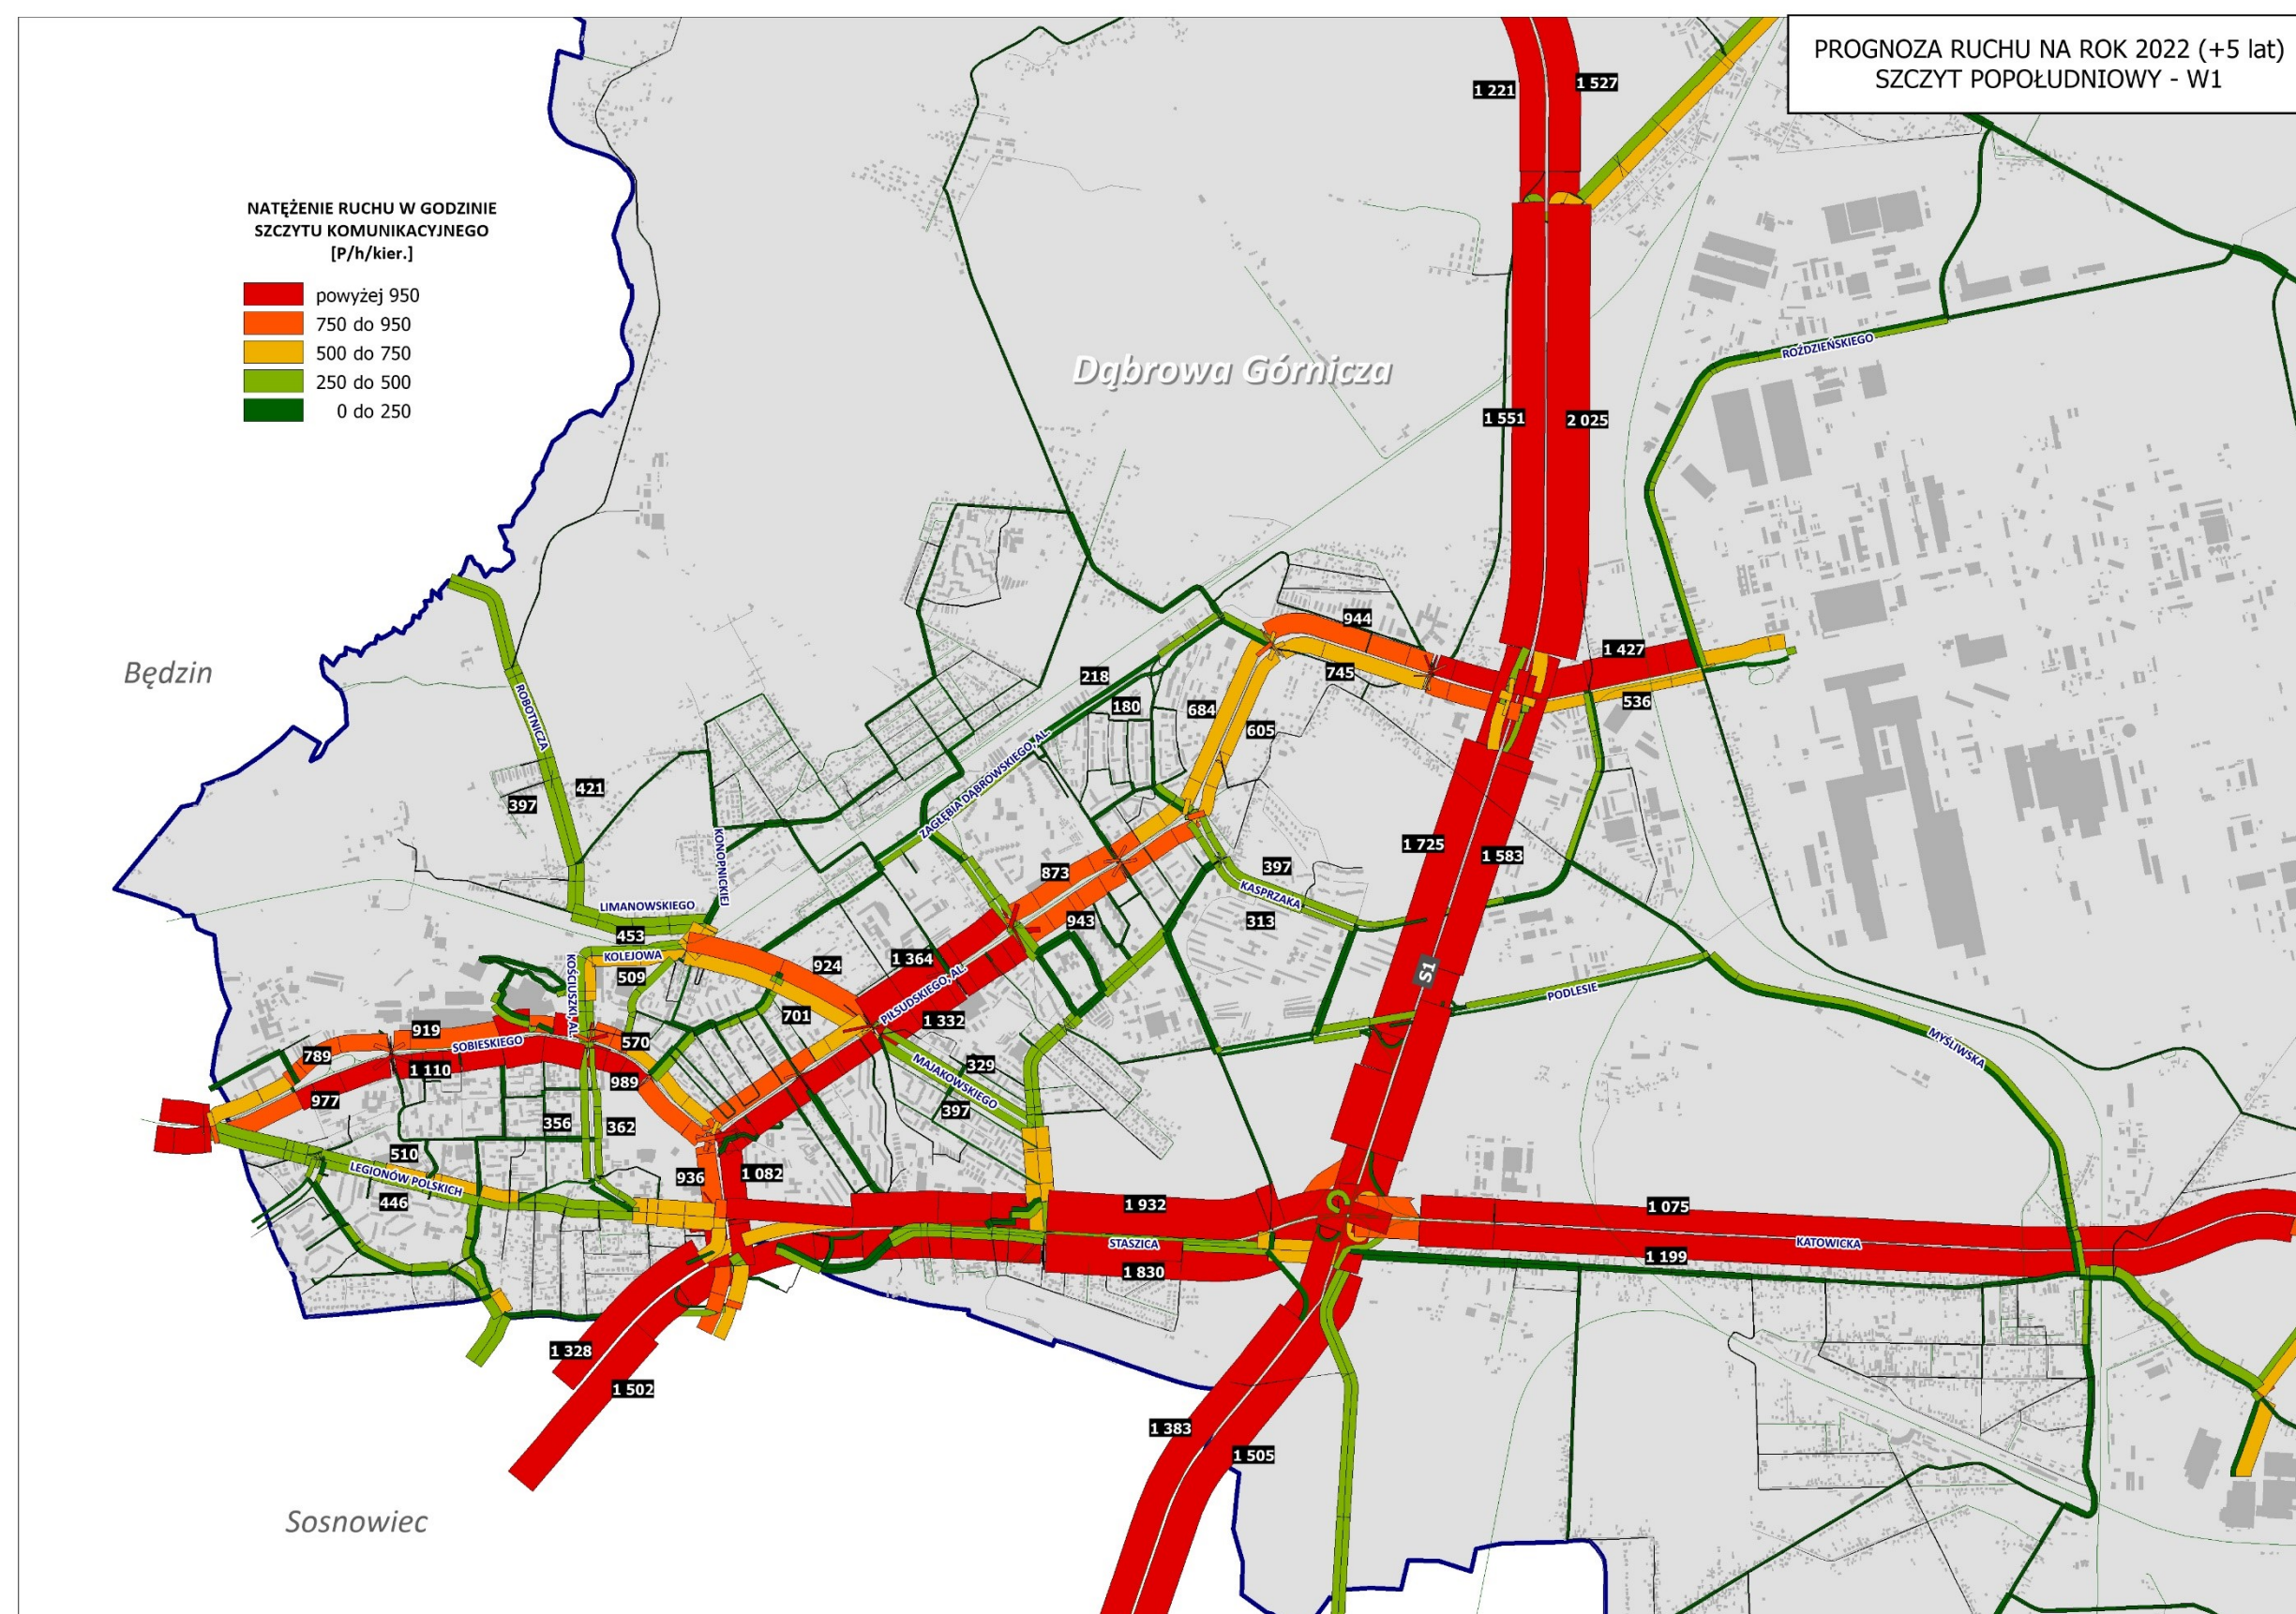 PROGNOZA RUCHU NA ROK 2022 (+5 lat)
SZCZYT POPOŁUDNIOWY - W1
NATĘŻENIE RUCHU W GODZINIE
SZCZYTU KOMUNIKACYJNEGO
[P/h/kier.]
powyżej 950
750 do 950
500 do 750
250 do 500
0 do 250
1 221
1 527
ROŹDZIEŃSKIEGO
Dąbrowa Górnicza
1 551
2 025
944
1 427
Będzin
745
218
536
180
684
ROBOTNICZA
605
ZAGŁĘBIA DĄBROWSKIEGO, AL.
421
397
1 725
1 583
KONOPNICKIEJ
873
397
KASPRZAKA
LIMANOWSKIEGO
943
313
453
KOLEJOWA
1 364
924
S1
509
KOŚCIUSZKI, AL.
PIŁSUDSKIEGO, AL.
PODLESIE
701
1 332
919
SOBIESKIEGO
570
MYŚLIWSKA
789
1 110
MAJAKOWSKIEGO
329
989
977
397
356
362
510
LEGIONÓW POLSKICH
936
1 082
446
1 932
1 075
STASZICA
KATOWICKA
1 199
1 830
1 328
1 502
1 383
1 505
Sosnowiec